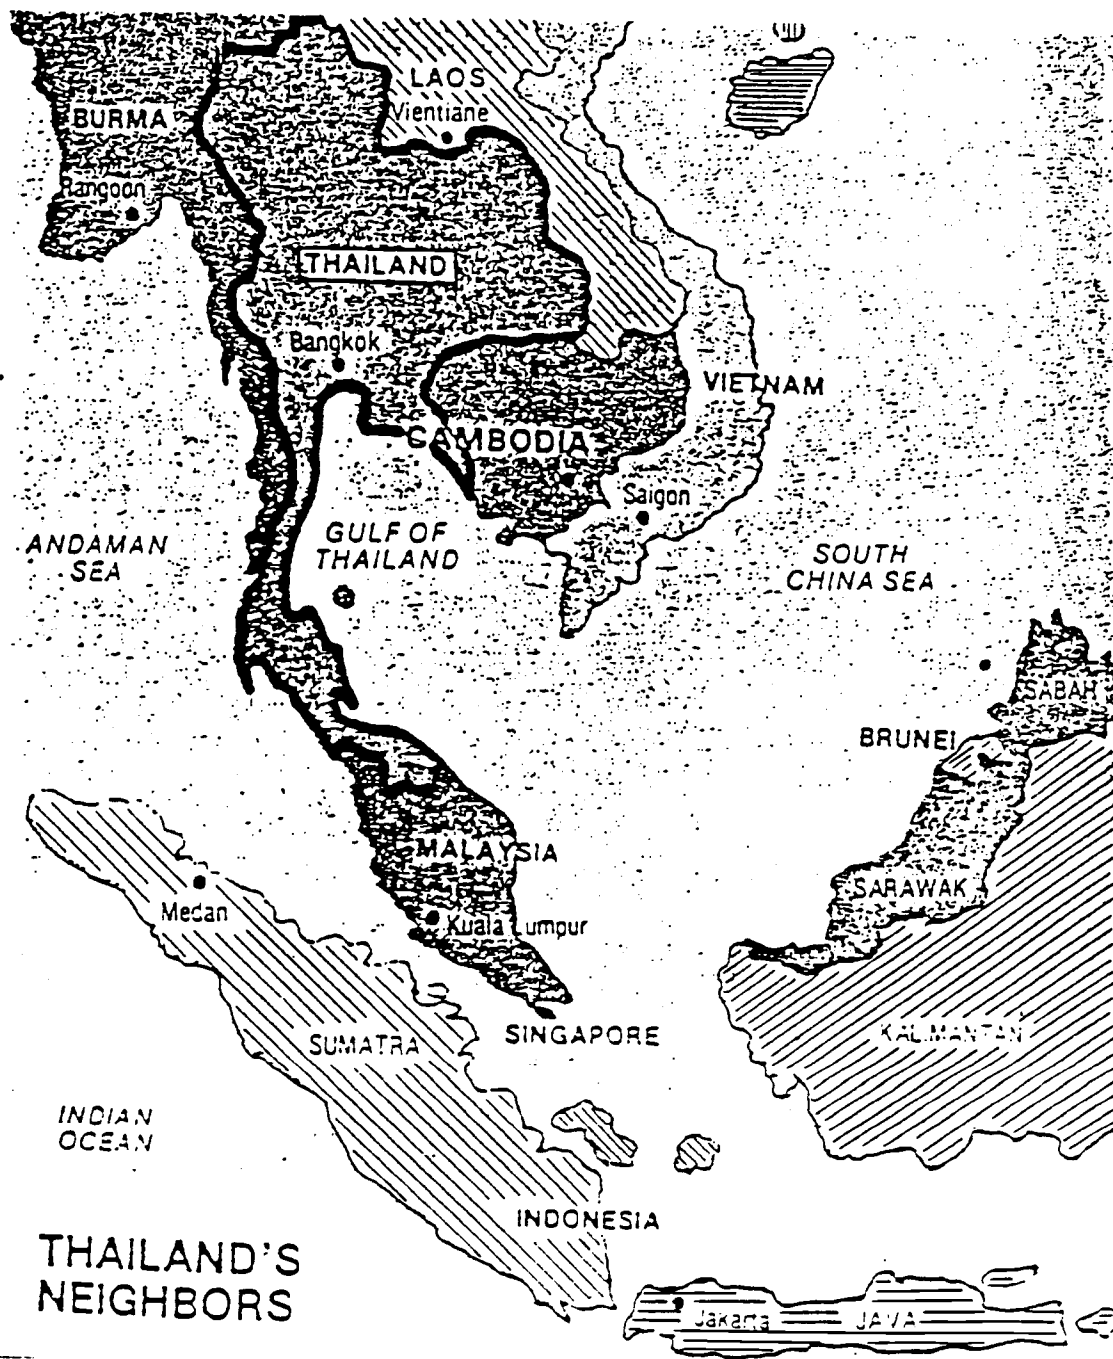 LAOS
Vientiane
BURMA
Rangoon
THAILAND
Bangkok
VIETNAM
CAMBODIA
Saigon
ANDAMAN
SEA
GULF OF
THAILAND
SOUTH
CHINA SEA
SABAH
BRUNEI
MALAYSIA
SARAWAK
Medan
Kuala Lumpur
SINGAPORE
SUMATRA
KALIMANTAN
INDIAN
OCEAN
INDONESIA
THAILAND'S
NEIGHBORS
Jakarta
JAVA